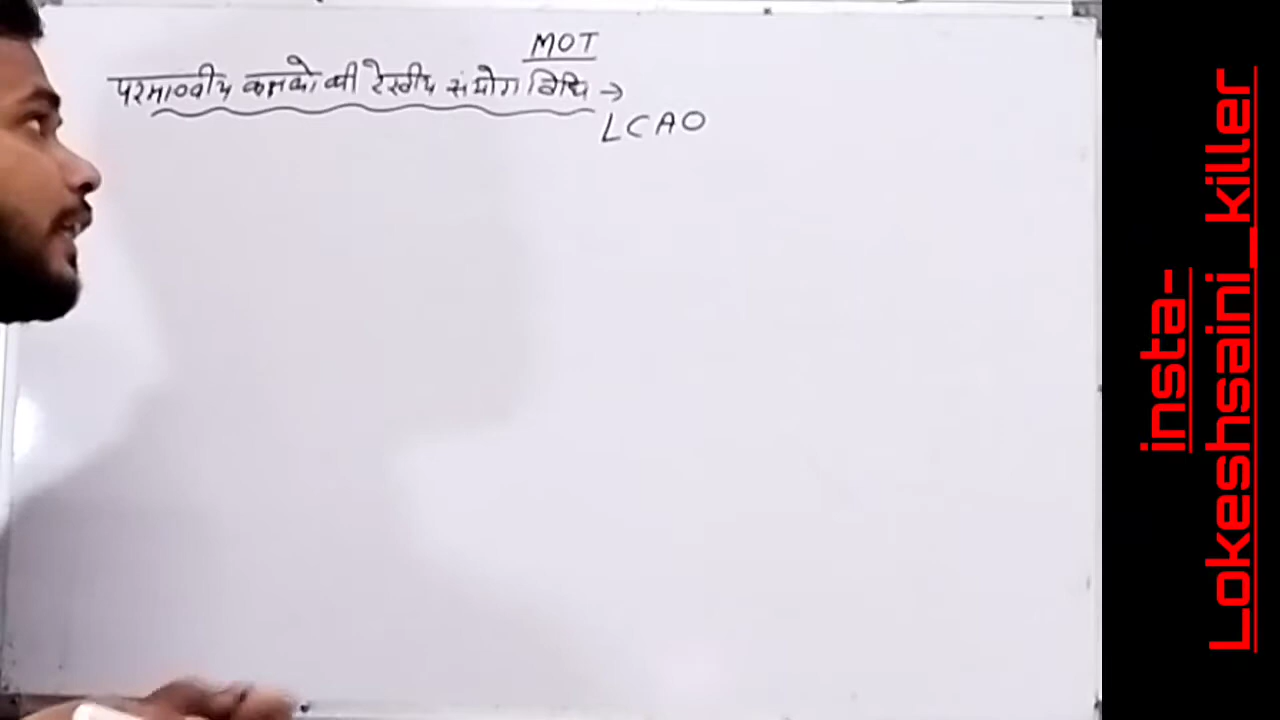 MOT
परमाण्वीय कक्षको की रेखीय संयोग विधि →
LCAO
insta-
Lokeshsaini_killer